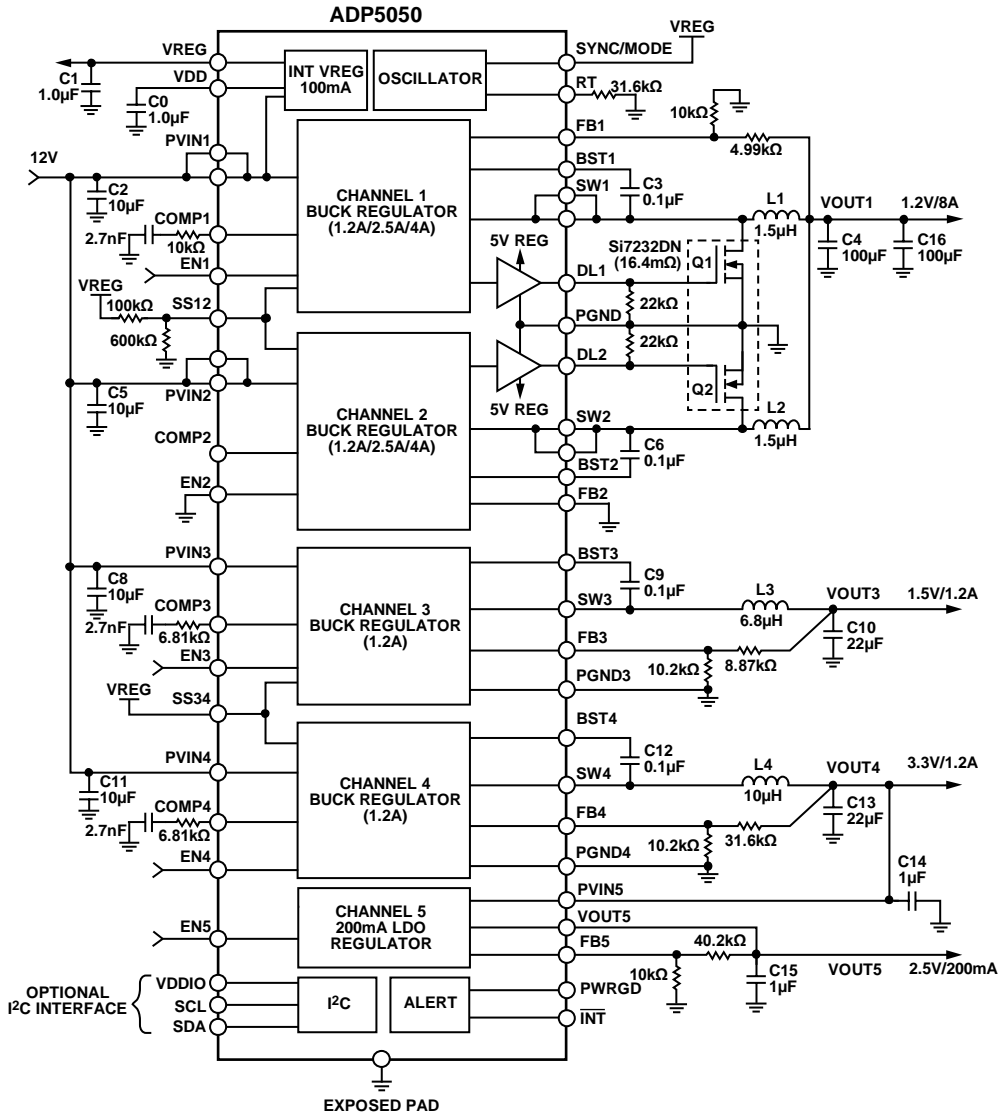 ADP5050
VREG
C1
1.0µF
VDD
C0
1.0µF
INT VREG
100mA
OSCILLATOR
SYNC/MODE
VREG
RT
31.6kΩ
FB1
10kΩ
4.99kΩ
12V
PVIN1
C2
10µF
COMP1
2.7nF
10kΩ
EN1
CHANNEL 1
BUCK REGULATOR
(1.2A/2.5A/4A)
BST1
C3
0.1µF
SW1
L1
1.5µH
VOUT1
1.2V/8A
C4
100µF
C16
100µF
5V REG
Si7232DN
(16.4mΩ)
Q1
DL1
22kΩ
VREG
100kΩ
SS12
600kΩ
PGND
22kΩ
DL2
5V REG
Q2
PVIN2
C5
10µF
COMP2
EN2
CHANNEL 2
BUCK REGULATOR
(1.2A/2.5A/4A)
SW2
L2
1.5µH
C6
0.1µF
BST2
FB2
PVIN3
C8
10µF
COMP3
2.7nF
6.81kΩ
EN3
VREG
SS34
CHANNEL 3
BUCK REGULATOR
(1.2A)
BST3
C9
0.1µF
SW3
L3
6.8µH
VOUT3
1.5V/1.2A
C10
22µF
FB3
10.2kΩ
8.87kΩ
PGND3
PVIN4
C11
10µF
COMP4
2.7nF
6.81kΩ
EN4
CHANNEL 4
BUCK REGULATOR
(1.2A)
BST4
C12
0.1µF
SW4
L4
10µH
VOUT4
3.3V/1.2A
C13
22µF
FB4
10.2kΩ
31.6kΩ
PGND4
C14
1µF
PVIN5
EN5
CHANNEL 5
200mA LDO
REGULATOR
VOUT5
FB5
40.2kΩ
10kΩ
C15
1µF
VOUT5
2.5V/200mA
OPTIONAL
I2C INTERFACE
VDDIO
SCL
SDA
I2C
ALERT
PWRGD
INT
EXPOSED PAD